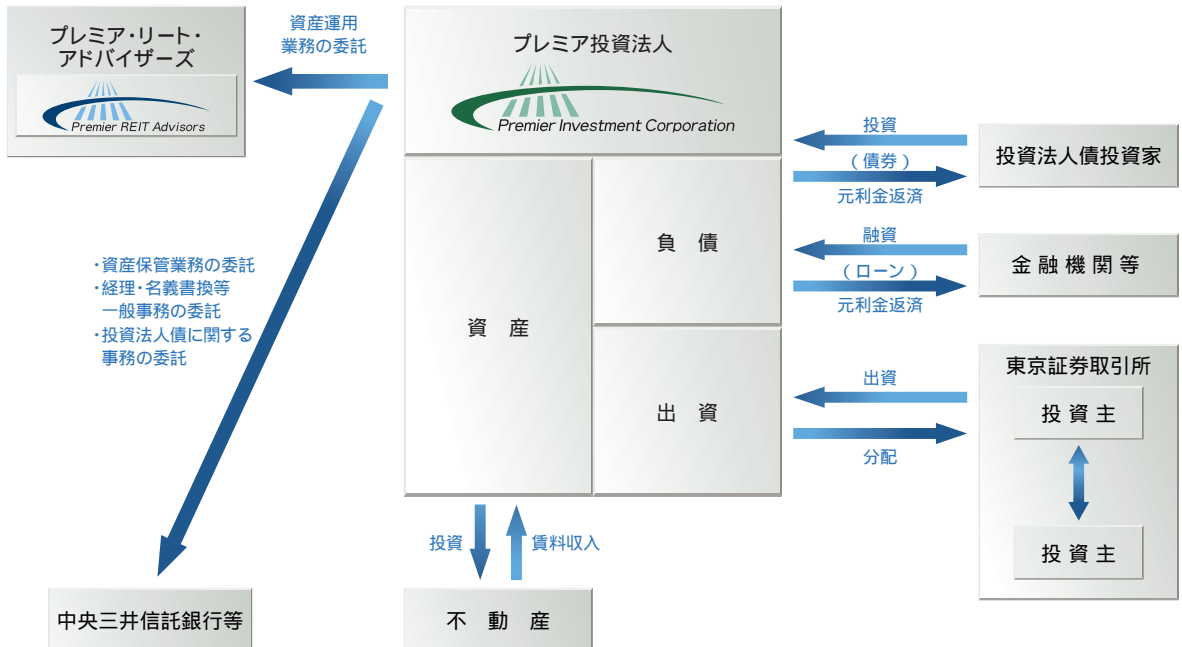 プレミア・リート・
アドバイザーズ
Premier REIT Advisors
資産運用
業務の委託
プレミア投資法人
Premier Investment Corporation
投資
(債券)
元利金返済
投資法人債投資家
負 債
融資
(ローン)
元利金返済
金融機関等
・資産保管業務の委託
・経理・名義書換等
一般事務の委託
・投資法人債に関する
事務の委託
資 産
出 資
出資
分配
東京証券取引所
投資主
投資主
投資
賃料収入
中央三井信託銀行等
不 動 産